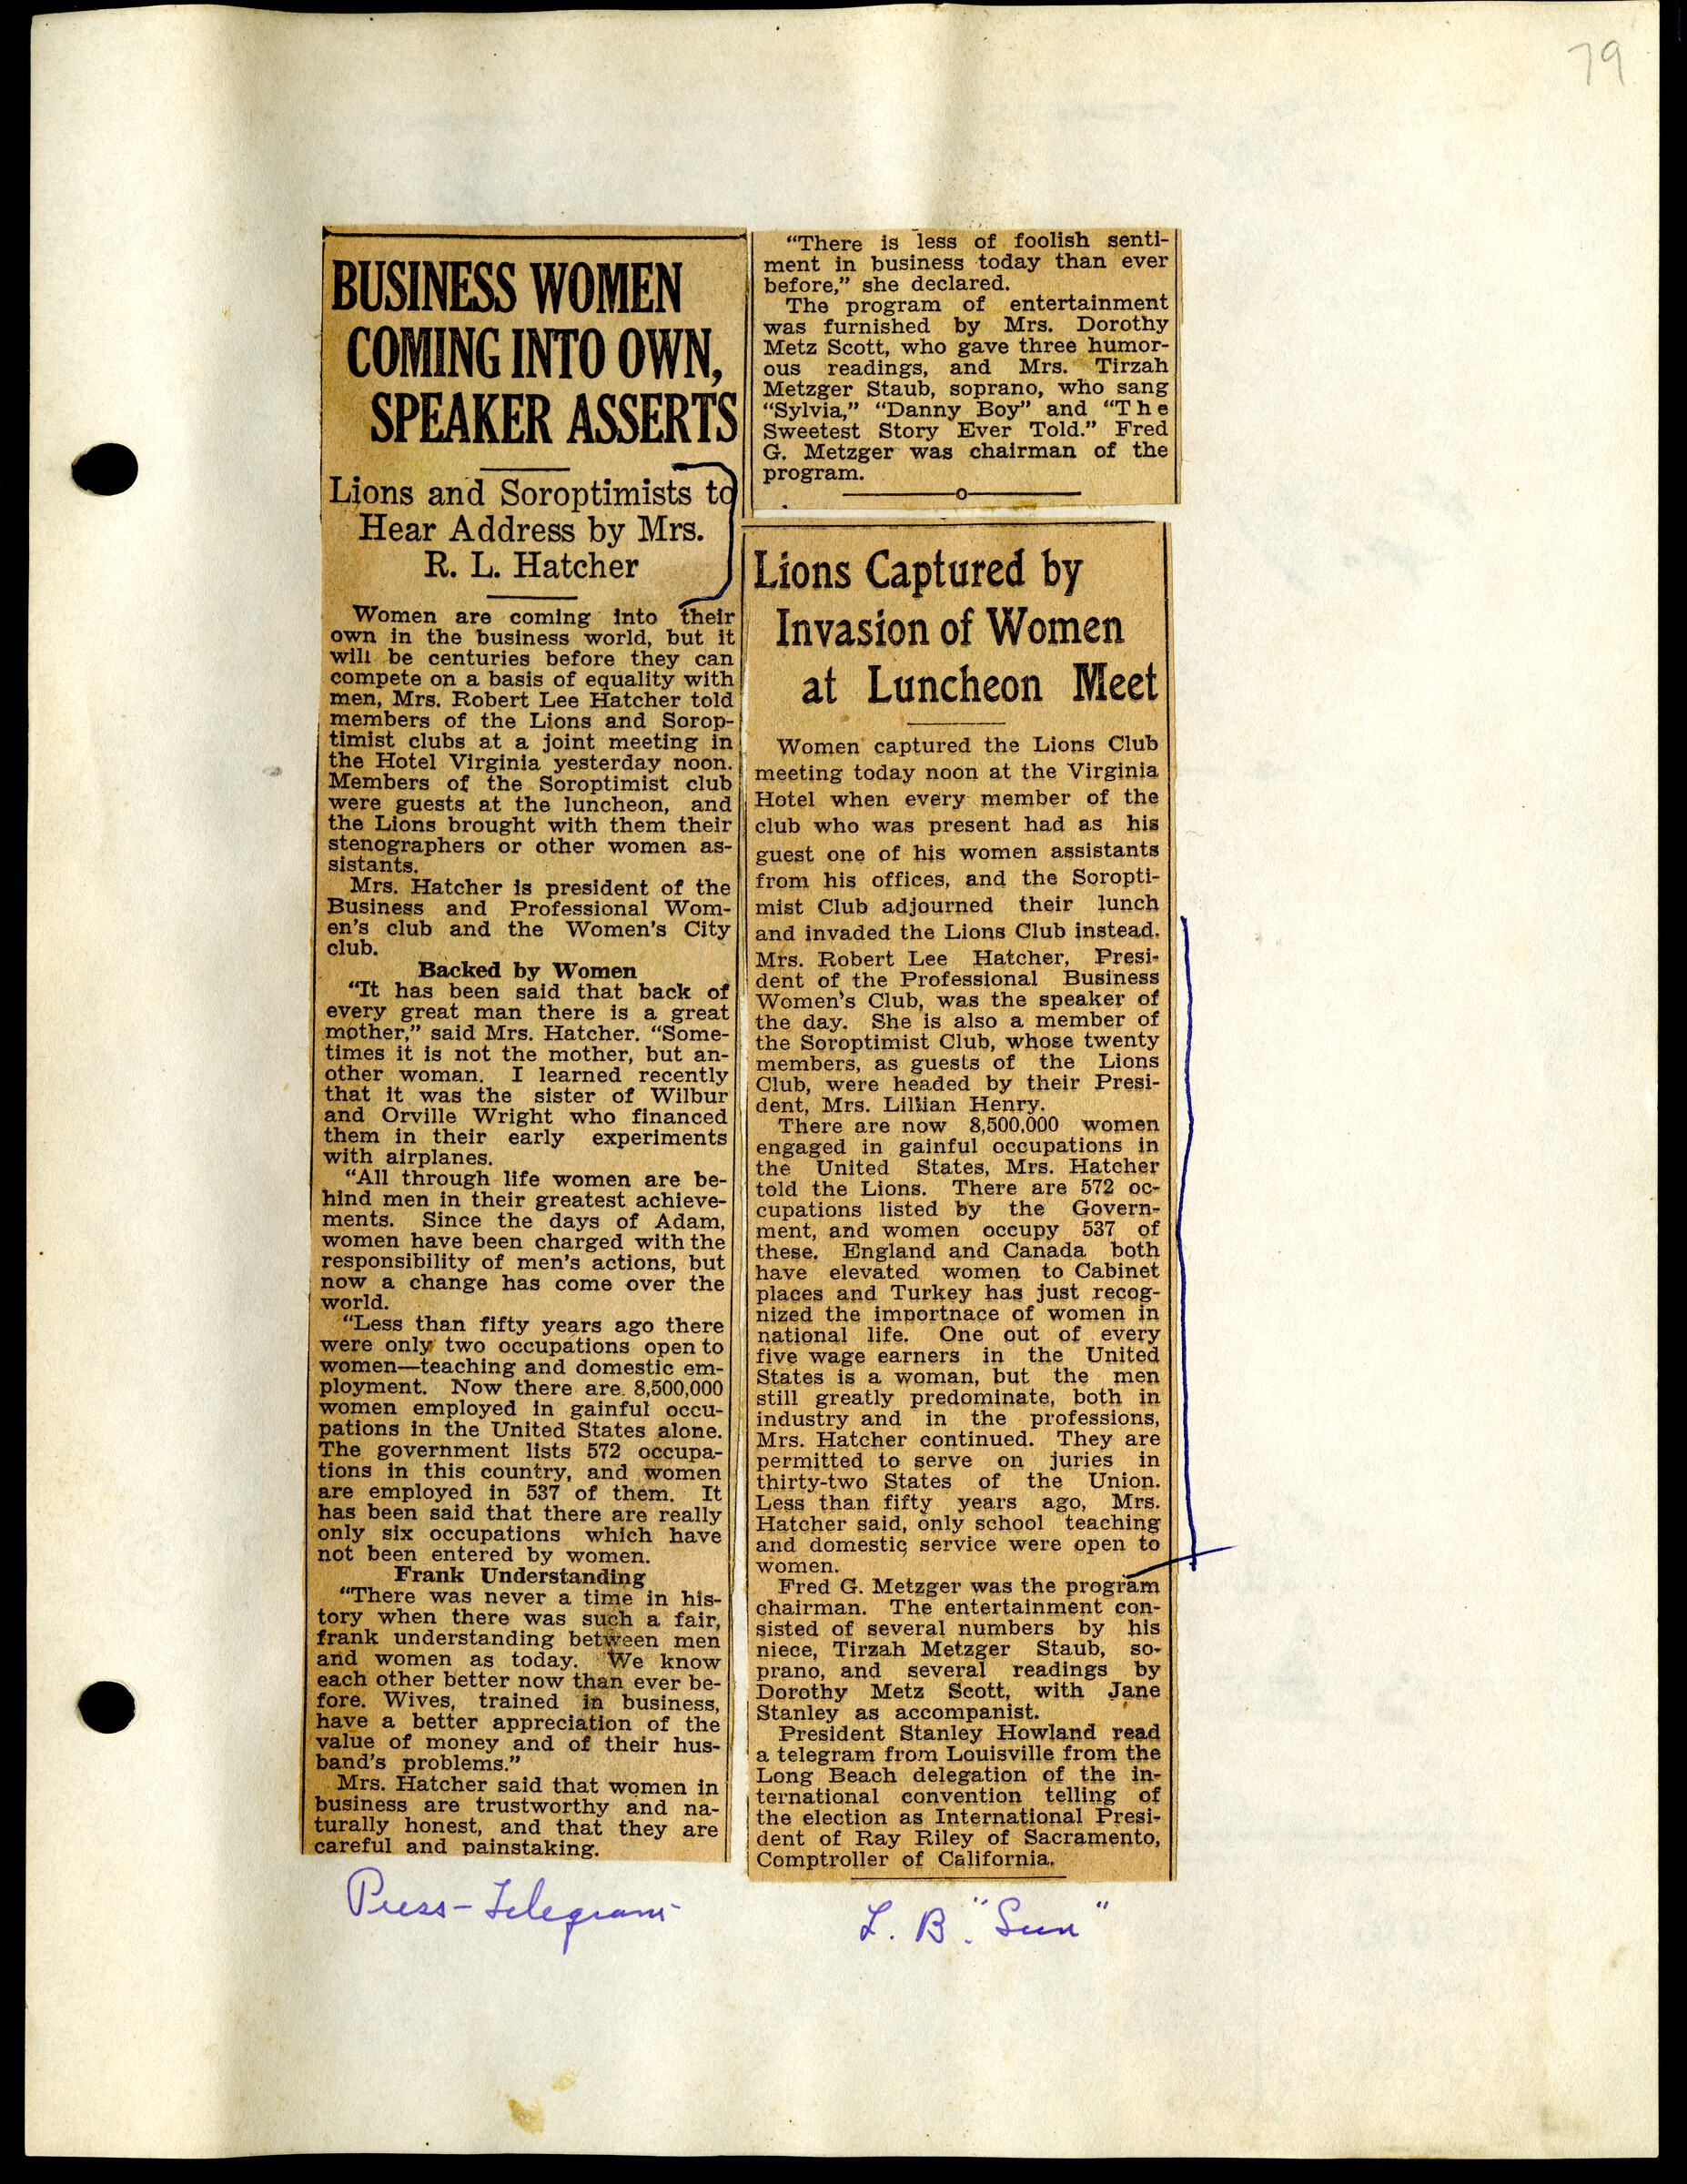 79
BUSINESS WOMEN
COMING INTO OWN,
SPEAKER ASSERTS
Lions and Soroptimists to
Hear Address by Mrs.
R. L. Hatcher
Women are coming into their
own in the business world, but it
will be centuries before they can
compete on a basis of equality with
men, Mrs. Robert Lee Hatcher told
members of the Lions and Sorop-
timist clubs at a joint meeting in
the Hotel Virginia yesterday noon.
Members of the Soroptimist club
were guests at the luncheon, and
the Lions brought with them their
stenographers or other women as-
sistants.
Mrs. Hatcher is president of the
Business and Professional Wom-
en's club and the Women's City
club.
Backed by Women
"It has been said that back of
every great man there is a great
mother," said Mrs. Hatcher. "Some-
times it is not the mother, but an-
other woman. I learned recently
that it was the sister of Wilbur
and Orville Wright who financed
them in their early experiments
with airplanes.
"All through life women are be-
hind men in their greatest achieve-
ments. Since the days of Adam,
women have been charged with the
responsibility of men's actions, but
now a change has come over the
world.
"Less than fifty years ago there
were only two occupations open to
women—teaching and domestic em-
ployment. Now there are 8,500,000
women employed in gainful occu-
pations in the United States alone.
The government lists 572 occupa-
tions in this country, and women
are employed in 537 of them. It
has been said that there are really
only six occupations which have
not been entered by women.
Frank Understanding
"There was never a time in his-
tory when there was such a fair,
frank understanding between men
and women as today. We know
each other better now than ever be-
fore. Wives, trained in business,
have a better appreciation of the
value of money and of their hus-
band's problems."
Mrs. Hatcher said that women in
business are trustworthy and na-
turally honest, and that they are
careful and painstaking.
"There is less of foolish senti-
ment in business today than ever
before," she declared.
The program of entertainment
was furnished by Mrs. Dorothy
Metz Scott, who gave three humor-
ous readings, and Mrs. Tirzah
Metzger Staub, soprano, who sang
"Sylvia," "Danny Boy" and "The
Sweetest Story Ever Told." Fred
G. Metzger was chairman of the
program.
Press-Telegram
Lions Captured by
Invasion of Women
at Luncheon Meet
Women captured the Lions Club
meeting today noon at the Virginia
Hotel when every member of the
club who was present had as his
guest one of his women assistants
from his offices, and the Soropti-
mist Club adjourned their lunch
and invaded the Lions Club instead.
Mrs. Robert Lee Hatcher, Presi-
dent of the Professional Business
Women's Club, was the speaker of
the day. She is also a member of
the Soroptimist Club, whose twenty
members, as guests of the Lions
Club, were headed by their Presi-
dent, Mrs. Lillian Henry.
There are now 8,500,000 women
engaged in gainful occupations in
the United States, Mrs. Hatcher
told the Lions. There are 572 oc-
cupations listed by the Govern-
ment, and women occupy 537 of
these. England and Canada both
have elevated women to Cabinet
places and Turkey has just recog-
nized the importnace of women in
national life. One out of every
five wage earners in the United
States is a woman, but the men
still greatly predominate, both in
industry and in the professions,
Mrs. Hatcher continued. They are
permitted to serve on juries in
thirty-two States of the Union.
Less than fifty years ago, Mrs.
Hatcher said, only school teaching
and domestic service were open to
women.
Fred G. Metzger was the program
chairman. The entertainment con-
sisted of several numbers by his
niece, Tirzah Metzger Staub, so-
prano, and several readings by
Dorothy Metz Scott, with Jane
Stanley as accompanist.
President Stanley Howland read
a telegram from Louisville from the
Long Beach delegation of the in-
ternational convention telling of
the election as International Presi-
dent of Ray Riley of Sacramento,
Comptroller of California.
L. B. "Sun"